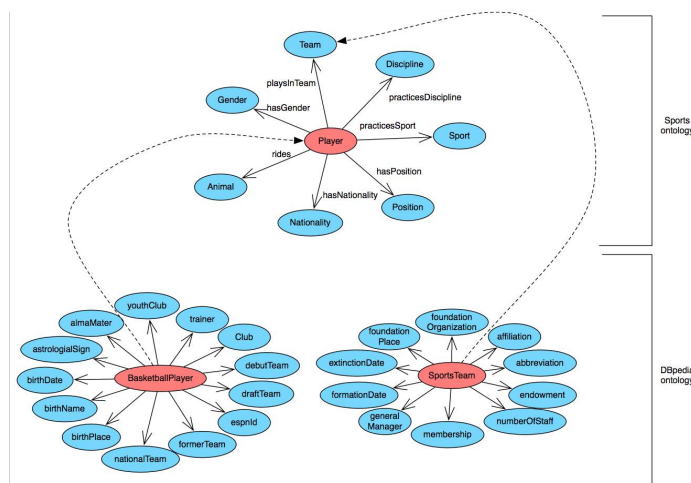 Team
Discipline
playsInTeam
Gender
hasGender
practicesDiscipline
practicesSport
Sport
Player
Sports
ontology
rides
hasPosition
Animal
hasNationality
Position
Nationality
DBpedia
ontology
youthClub
trainer
almaMater
Club
astrologialSign
debutTeam
birthDate
BasketballPlayer
draftTeam
birthName
espnId
birthPlace
formerTeam
nationalTeam
foundation
Organization
foundation
Place
affiliation
extinctionDate
abbreviation
SportsTeam
formationDate
endowment
general
Manager
numberOfStaff
membership